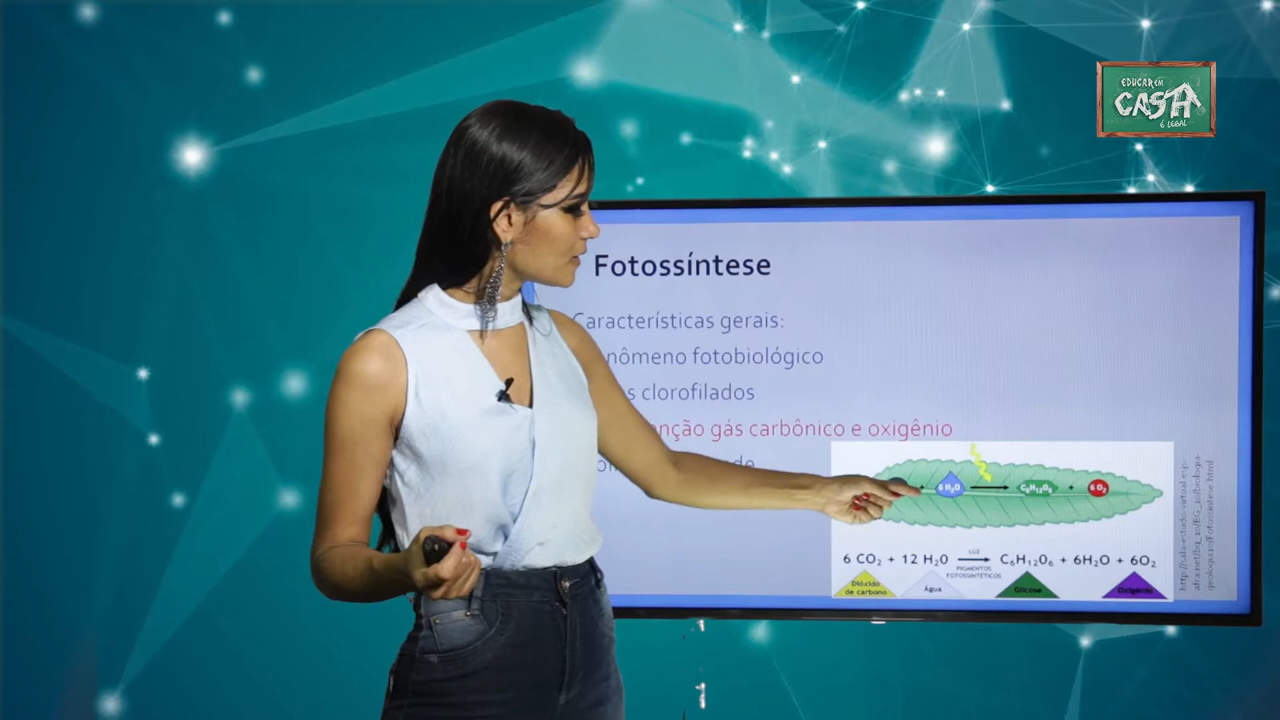 EDUCAR EM
CASA
É LEGAL
Fotossíntese
Características gerais:
nômeno fotobiológico
s clorofilados
nção gás carbônico e oxigênio
de
+ 6 H₂O C₆H₁₂O₆ + 6 O₂
6 CO₂ + 12 H₂O LUZ PIGMENTOS FOTOSSINTÉTICOS C₆H₁₂O₆ + 6H₂O + 6O₂
Dióxido de carbono Água Glicose Oxigênio